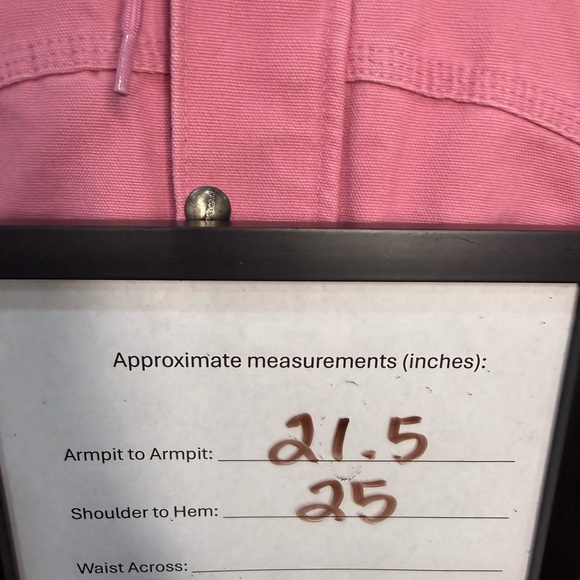 Approximate measurements (inches):
Armpit to Armpit: 21.5
Shoulder to Hem: 25
Waist Across: